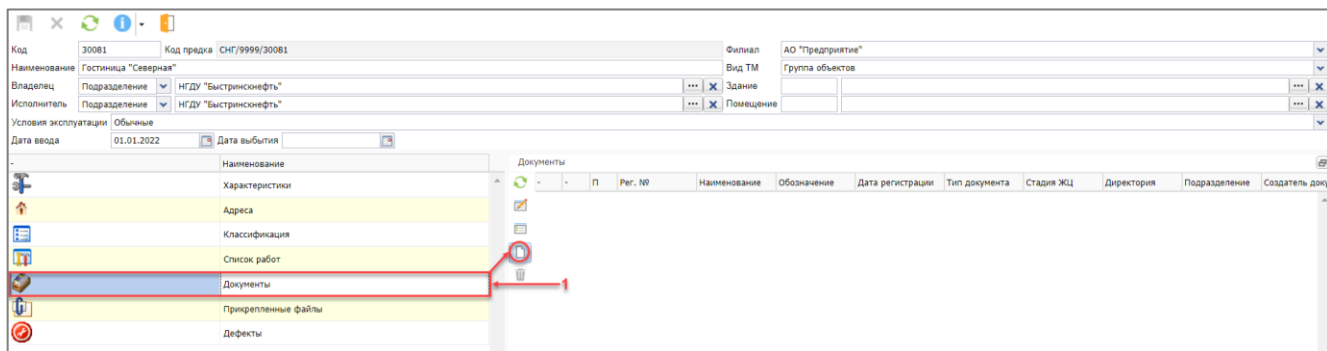 Код 30081 Код предка СНГ/9999/30081 Филиал АО "Предприятие"
Наименование Гостиница "Северная" Вид ТМ Группа объектов
Владелец Подразделение НГДУ "Быстринскнефть" Здание
Исполнитель Подразделение НГДУ "Быстринскнефть" Помещение
Условия эксплуатации Обычные
Дата ввода 01.01.2022 Дата выбытия
- Наименование Документы
- - П Рег. № Наименование Обозначение Дата регистрации Тип документа Стадия ЖЦ Директория Подразделение Создатель доку
Характеристики
Адреса
Классификация
Список работ
Документы 1
Прикрепленные файлы
Дефекты